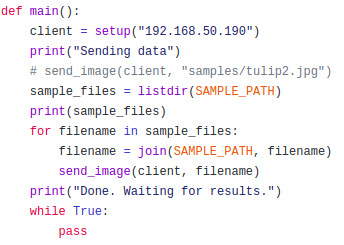 def main():
    client = setup("192.168.50.190")
    print("Sending data")
    # send_image(client, "samples/tulip2.jpg")
    sample_files = listdir(SAMPLE_PATH)
    print(sample_files)
    for filename in sample_files:
        filename = join(SAMPLE_PATH, filename)
        send_image(client, filename)
    print("Done. Waiting for results.")
    while True:
        pass